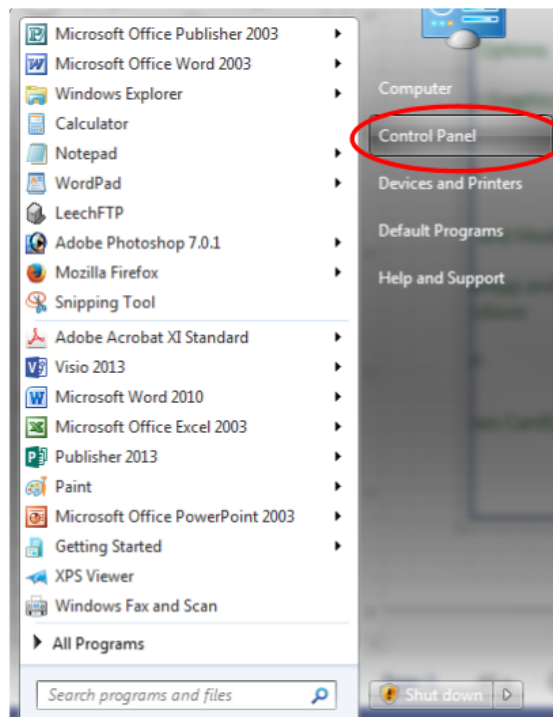 Microsoft Office Publisher 2003
Microsoft Office Word 2003
Windows Explorer
Calculator
Notepad
WordPad
LeechFTP
Adobe Photoshop 7.0.1
Mozilla Firefox
Snipping Tool
Adobe Acrobat XI Standard
Visio 2013
Microsoft Word 2010
Microsoft Office Excel 2003
Publisher 2013
Paint
Microsoft Office PowerPoint 2003
Getting Started
XPS Viewer
Windows Fax and Scan
All Programs
Search programs and files
Computer
Control Panel
Devices and Printers
Default Programs
Help and Support
Shut down